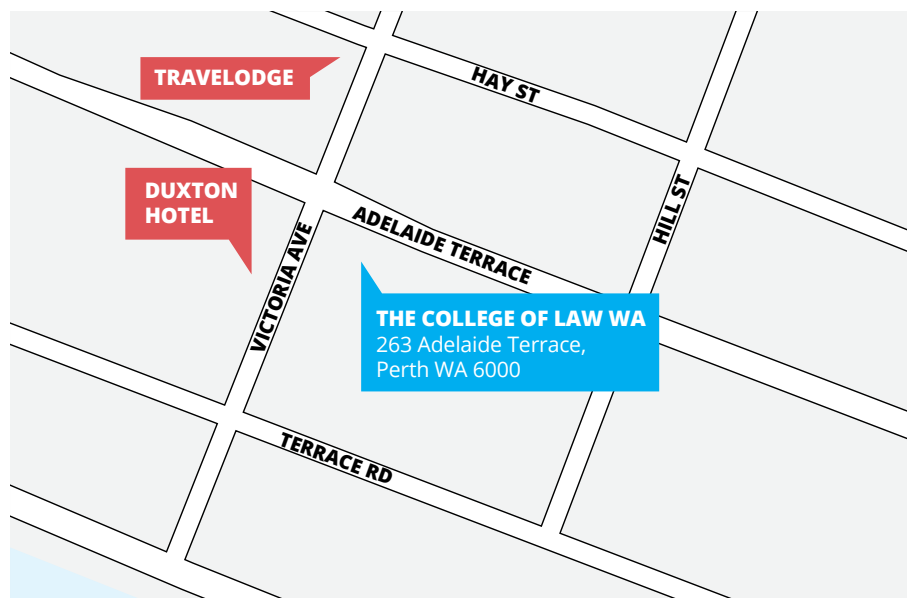 TRAVELODGE
HAY ST
DUXTON
HOTEL
HILL ST
ADELAIDE TERRACE
VICTORIA AVE
THE COLLEGE OF LAW WA
263 Adelaide Terrace,
Perth WA 6000
TERRACE RD